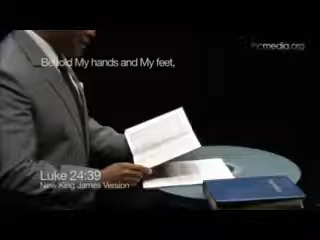 Behold My hands and My feet,
Luke 24:39
New King James Version